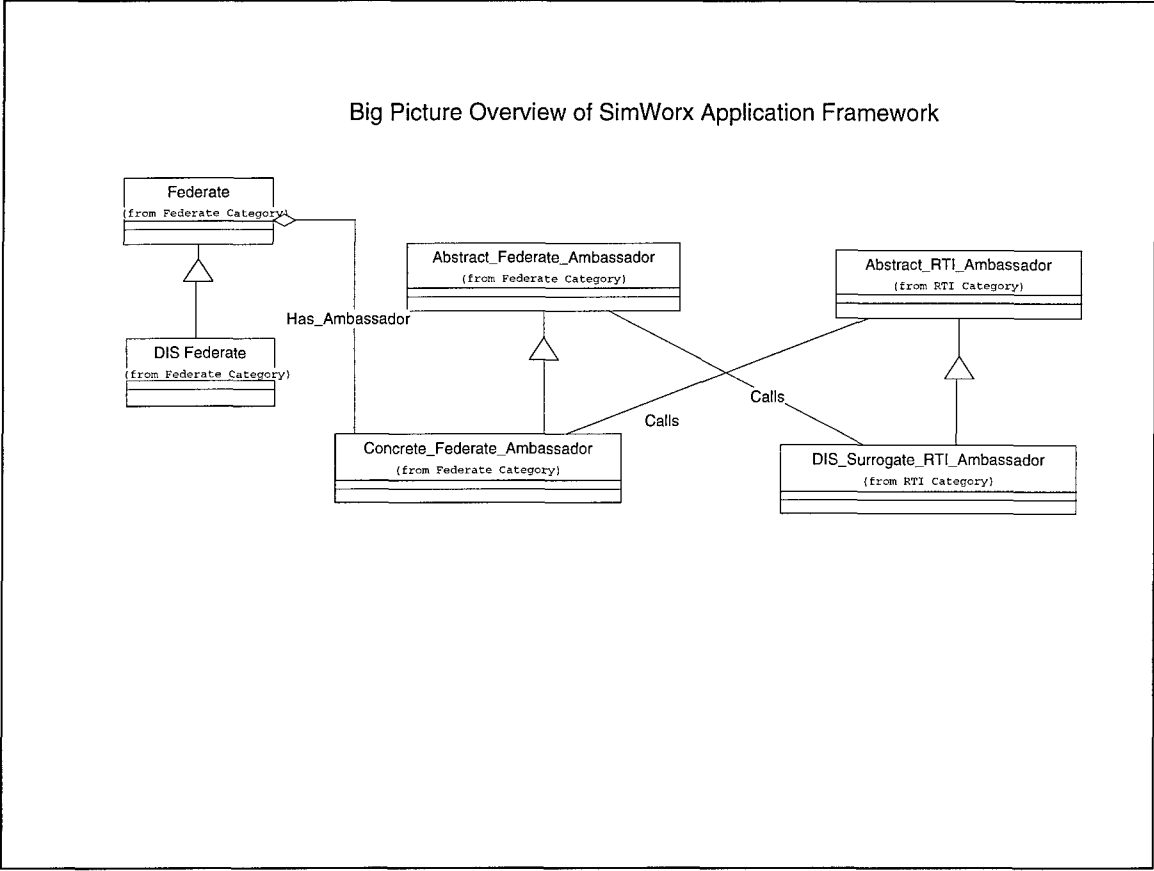 Big Picture Overview of SimWorx Application Framework
Federate
(from Federate Category)
Abstract_Federate_Ambassador
(from Federate Category)
Abstract_RTI_Ambassador
(from RTI Category)
Has_Ambassador
DIS Federate
(from Federate Category)
Calls
Calls
Concrete_Federate_Ambassador
(from Federate Category)
DIS_Surrogate_RTI_Ambassador
(from RTI Category)